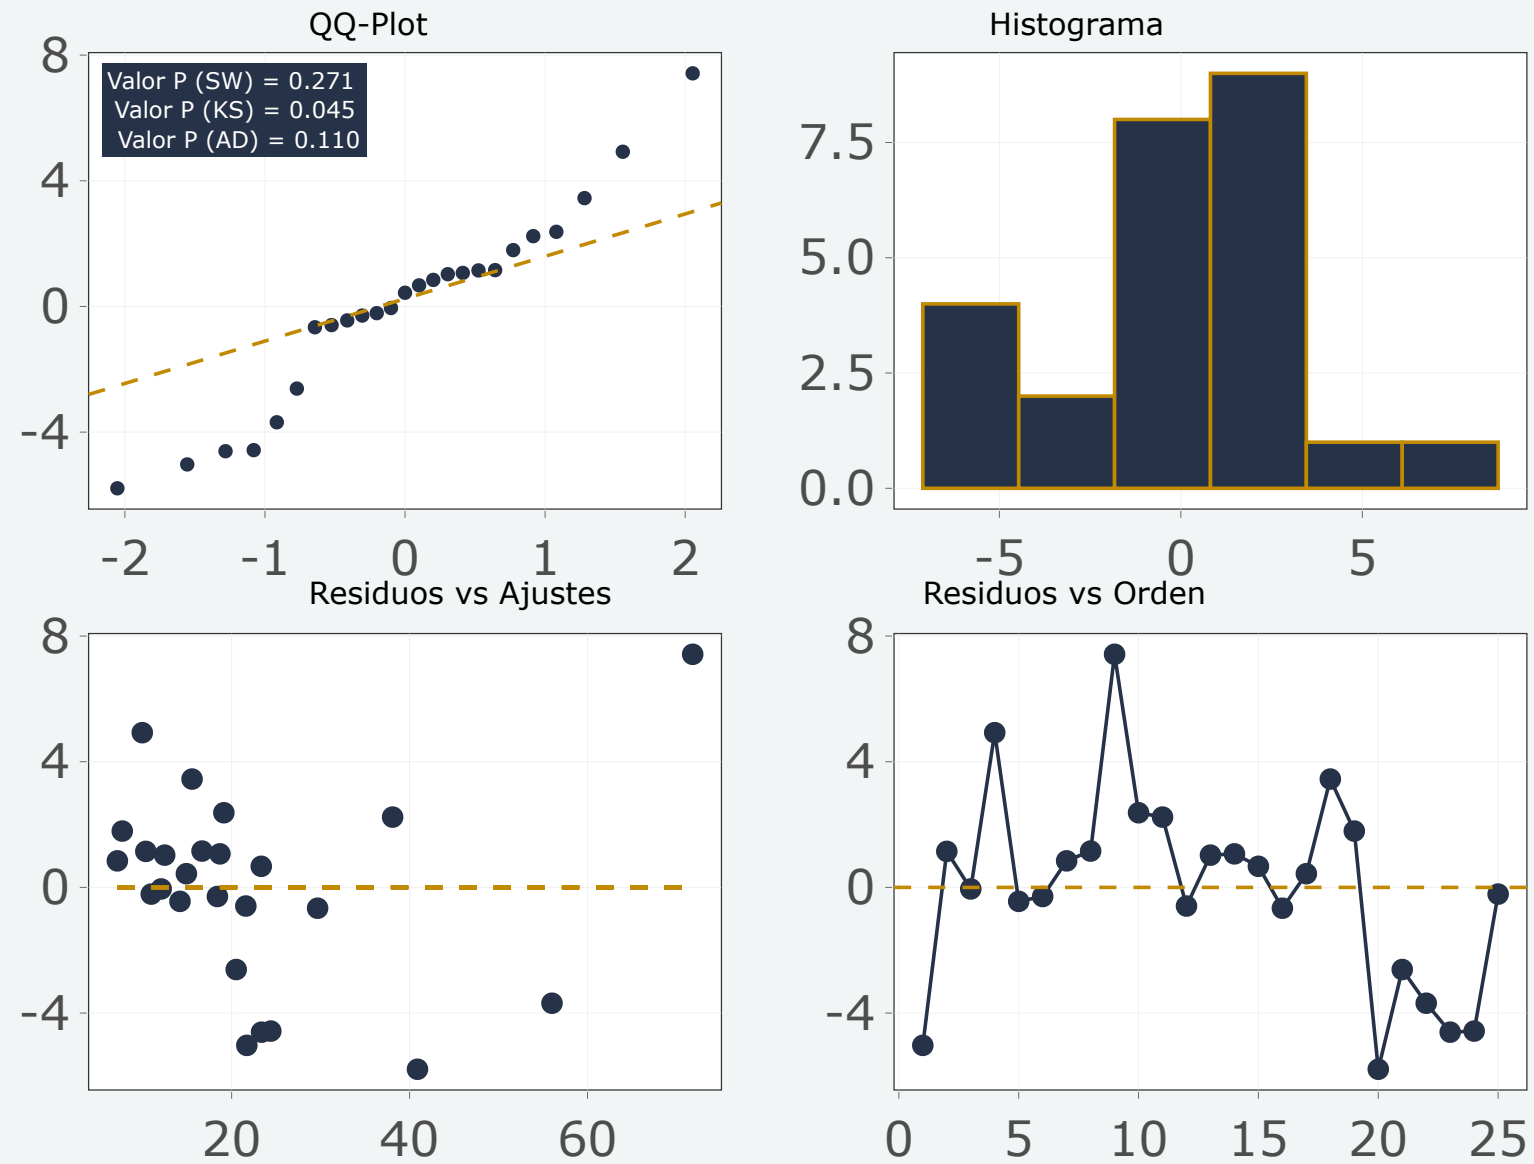 QQ-Plot
8
4
0
-4
Valor P (SW) = 0.271
Valor P (KS) = 0.045
Valor P (AD) = 0.110
-2 -1 0 1 2
Histograma
7.5
5.0
2.5
0.0
-5 0 5
Residuos vs Ajustes
8
4
0
-4
20 40 60
Residuos vs Orden
8
4
0
-4
0 5 10 15 20 25